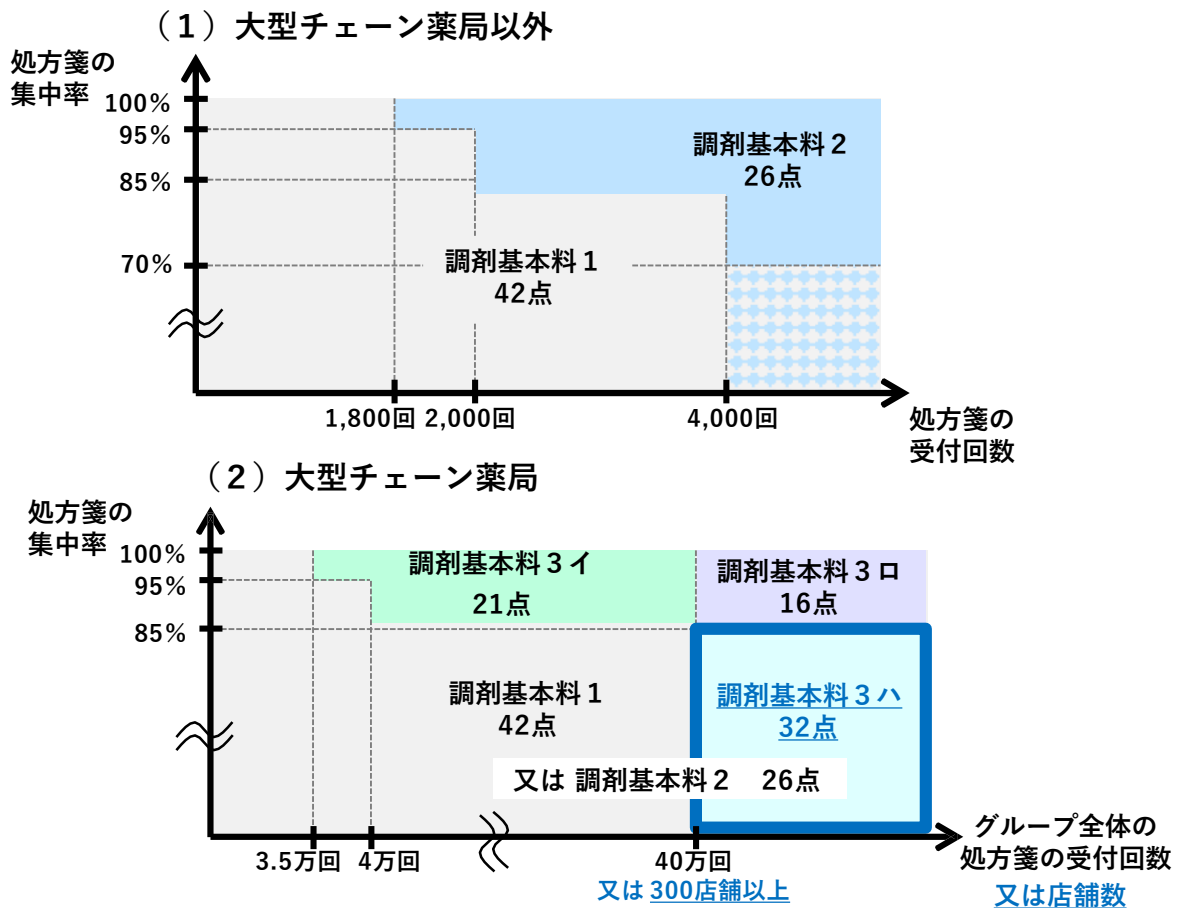 （１）大型チェーン薬局以外
処方箋の
集中率
100%
95%
85%
70%
調剤基本料２
26点
調剤基本料１
42点
1,800回
2,000回
4,000回
処方箋の
受付回数
（２）大型チェーン薬局
処方箋の
集中率
100%
95%
85%
調剤基本料３イ
21点
調剤基本料３ロ
16点
調剤基本料１
42点
調剤基本料３ハ
32点
又は 調剤基本料２　26点
3.5万回
4万回
40万回
又は 300店舗以上
グループ全体の
処方箋の受付回数
又は店舗数